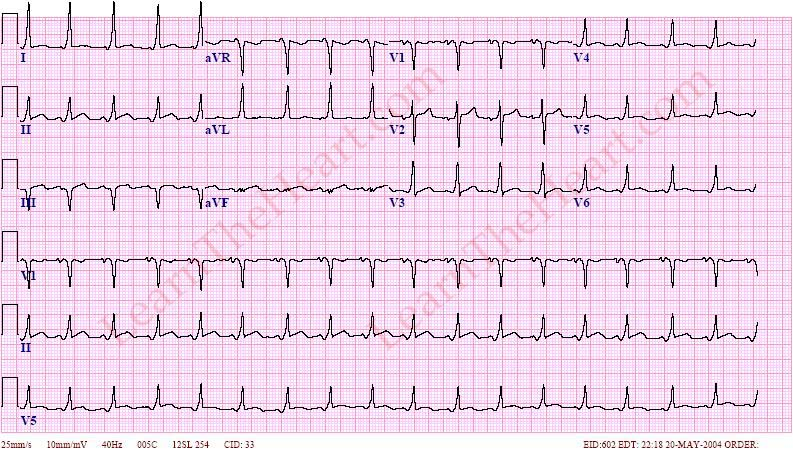 I aVR V1 V4
II aVL V2 V5
III aVF V3 V6
V1
II
V5
LearnTheHeart.com
LearnTheHeart.com
25mm/s 10mm/mV 40Hz 005C 12SL 254 CID: 33 EID:602 EDT: 22:18 20-MAY-2004 ORDER: